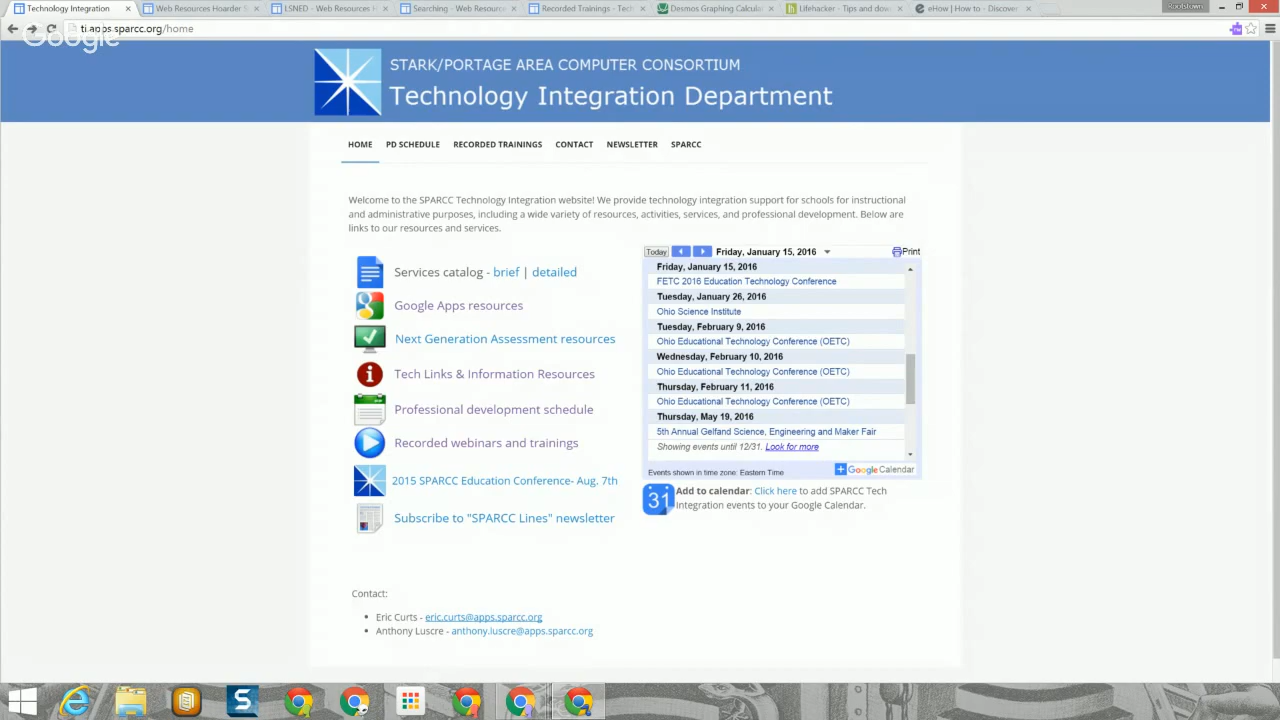 Technology Integration
Web Resources Hoarder S
LSNED - Web Resources H
Searching - Web Resource
Recorded Trainings - Tech
Desmos Graphing Calcula
Lifehacker - Tips and dow
eHow | How to - Discover
Rootstown
ti.apps.sparcc.org/home
Google
STARK/PORTAGE AREA COMPUTER CONSORTIUM
Technology Integration Department
HOME PD SCHEDULE RECORDED TRAININGS CONTACT NEWSLETTER SPARCC
Welcome to the SPARCC Technology Integration website! We provide technology integration support for schools for instructional
and administrative purposes, including a wide variety of resources, activities, services, and professional development. Below are
links to our resources and services.
Services catalog - brief | detailed
Google Apps resources
Next Generation Assessment resources
Tech Links & Information Resources
Professional development schedule
Recorded webinars and trainings
2015 SPARCC Education Conference- Aug. 7th
Subscribe to "SPARCC Lines" newsletter
Today Friday, January 15, 2016 Print
Friday, January 15, 2016
FETC 2016 Education Technology Conference
Tuesday, January 26, 2016
Ohio Science Institute
Tuesday, February 9, 2016
Ohio Educational Technology Conference (OETC)
Wednesday, February 10, 2016
Ohio Educational Technology Conference (OETC)
Thursday, February 11, 2016
Ohio Educational Technology Conference (OETC)
Thursday, May 19, 2016
5th Annual Gelfand Science, Engineering and Maker Fair
Showing events until 12/31. Look for more
Events shown in time zone: Eastern Time
Google Calendar
31
Add to calendar: Click here to add SPARCC Tech
Integration events to your Google Calendar.
Contact:
Eric Curts - eric.curts@apps.sparcc.org
Anthony Luscre - anthony.luscre@apps.sparcc.org